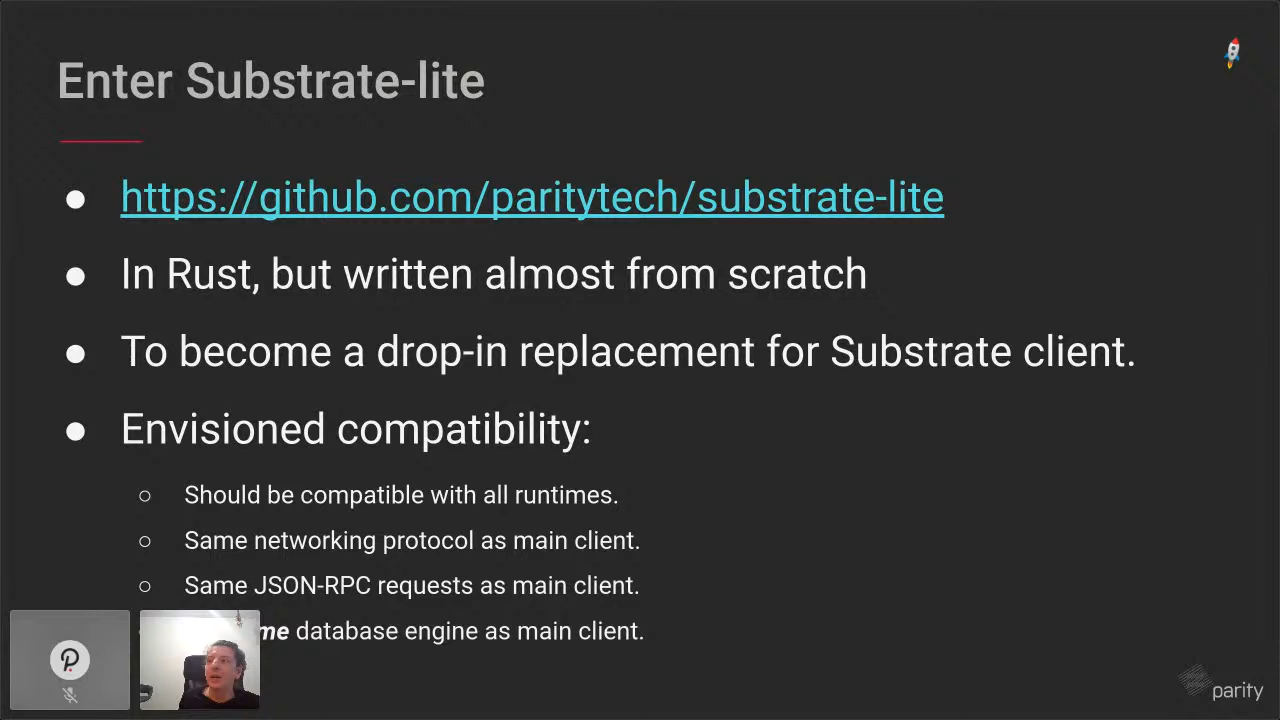 Enter Substrate-lite
https://github.com/paritytech/substrate-lite
In Rust, but written almost from scratch
To become a drop-in replacement for Substrate client.
Envisioned compatibility:
Should be compatible with all runtimes.
Same networking protocol as main client.
Same JSON-RPC requests as main client.
database engine as main client.
parity